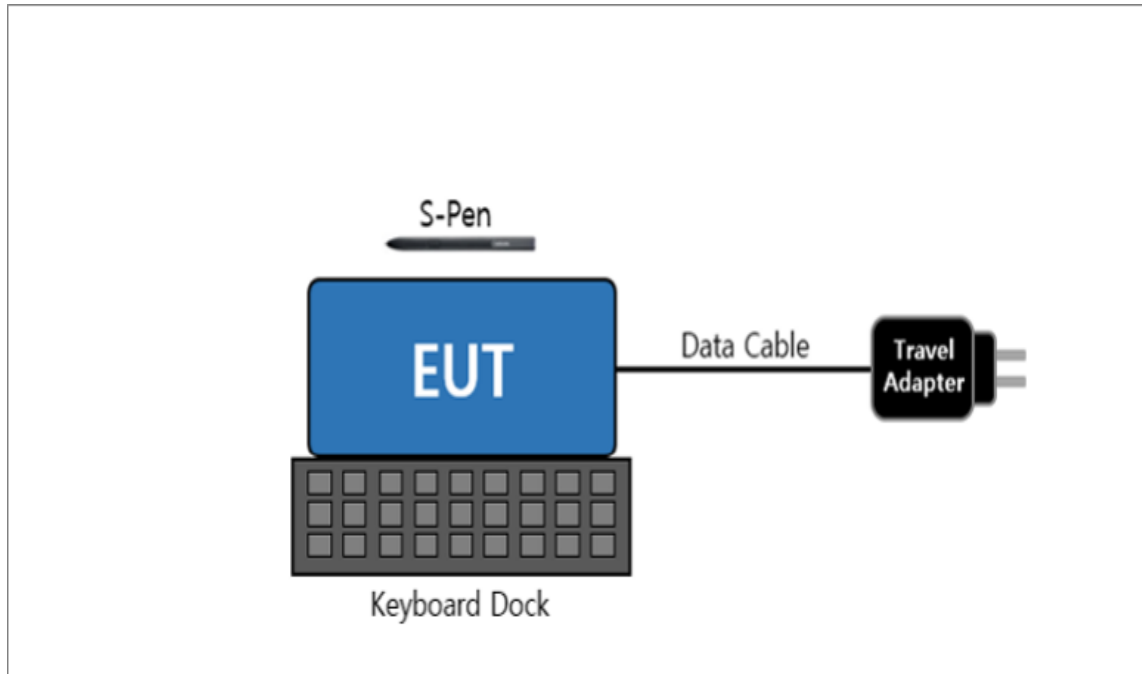 S-Pen
EUT
Data Cable
Travel
Adapter
Keyboard Dock